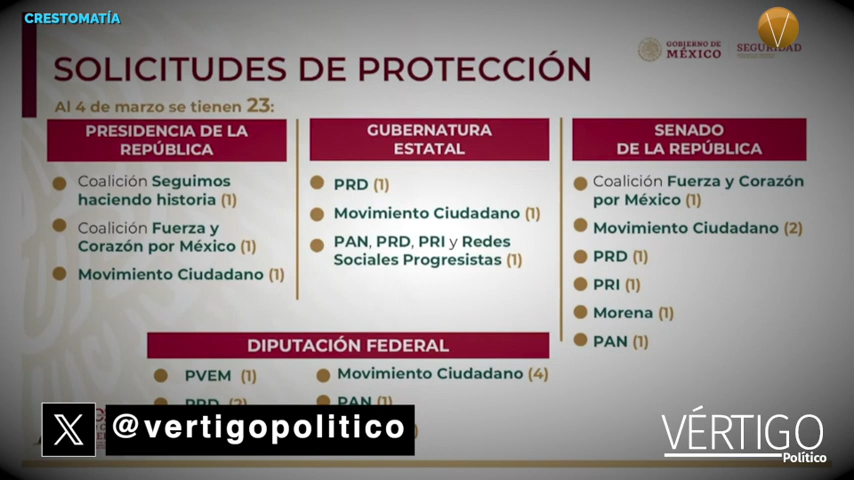 CRESTOMATÍA
V
GOBIERNO DE
MÉXICO
SEGURIDAD
SOLICITUDES DE PROTECCIÓN
Al 4 de marzo se tienen 23:
PRESIDENCIA DE LA
REPÚBLICA
Coalición Seguimos
haciendo historia (1)
Coalición Fuerza y
Corazón por México (1)
Movimiento Ciudadano (1)
GUBERNATURA
ESTATAL
PRD (1)
Movimiento Ciudadano (1)
PAN, PRD, PRI y Redes
Sociales Progresistas (1)
SENADO
DE LA REPÚBLICA
Coalición Fuerza y Corazón
por México (1)
Movimiento Ciudadano (2)
PRD (1)
PRI (1)
Morena (1)
PAN (1)
DIPUTACIÓN FEDERAL
PVEM (1)
PRD (2)
Movimiento Ciudadano (4)
PAN (1)
X
@vertigopolitico
VÉRTIGO
Político